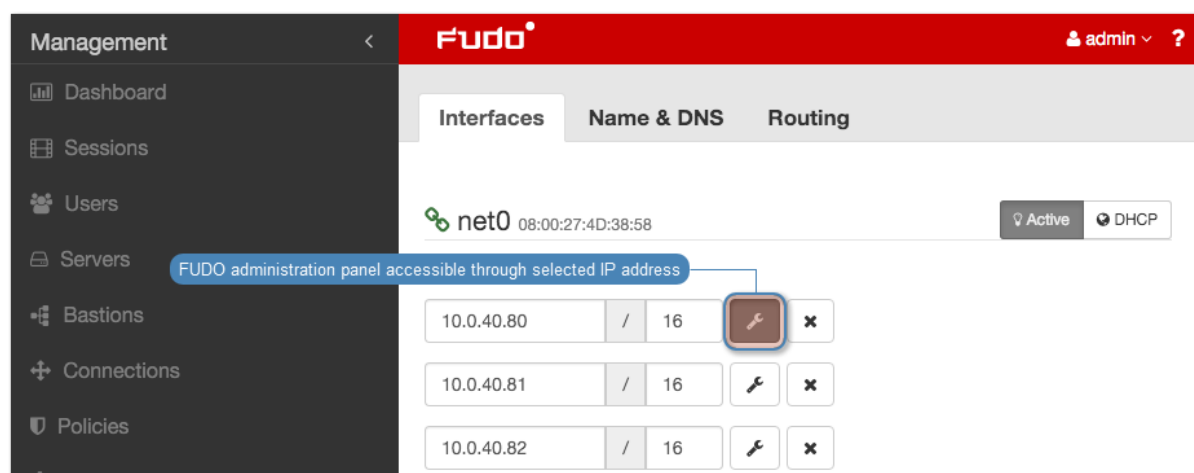 Management
Fudo
admin
?
Dashboard
Interfaces Name & DNS Routing
Sessions
Users
net0 08:00:27:4D:38:58
Active DHCP
Servers
FUDO administration panel accessible through selected IP address
Bastions
10.0.40.80 / 16
Connections
10.0.40.81 / 16
Policies
10.0.40.82 / 16